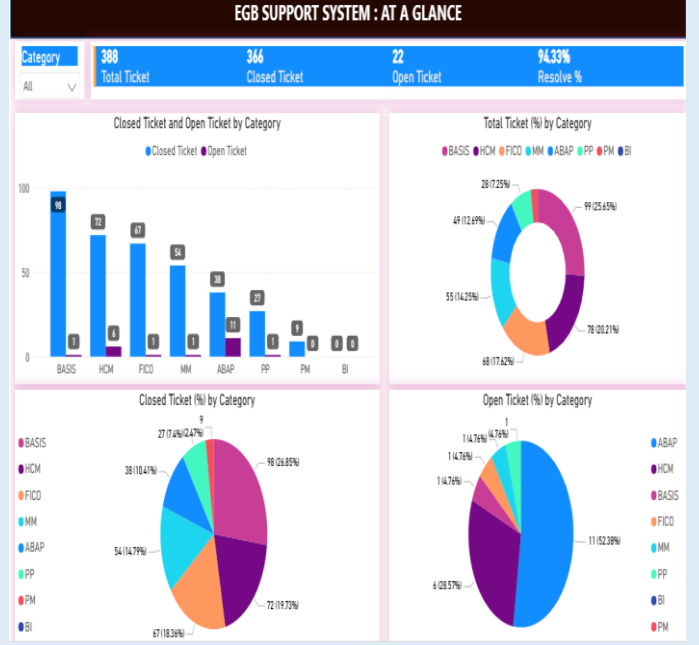 EGB SUPPORT SYSTEM : AT A GLANCE
Category
All
388
Total Ticket
366
Closed Ticket
22
Open Ticket
94.33%
Resolve %
Closed Ticket and Open Ticket by Category
Closed Ticket Open Ticket
100
50
0
98
1
72
6
67
1
54
1
38
11
27
1
9
0
0
0
BASIS HCM FICO MM ABAP PP PM BI
Total Ticket (%) by Category
BASIS HCM FICO MM ABAP PP PM BI
28 (7.25%)
99 (25.65%)
49 (12.69%)
55 (14.25%)
78 (20.21%)
68 (17.62%)
Closed Ticket (%) by Category
BASIS
HCM
FICO
MM
ABAP
PP
PM
BI
9
(2.47%)
27 (7.4%)
98 (26.85%)
38 (10.41%)
54 (14.79%)
72 (19.73%)
67 (18.36%)
Open Ticket (%) by Category
1
(4.76%)
1 (4.76%)
1 (4.76%)
1 (4.76%)
11 (52.38%)
6 (28.57%)
ABAP
HCM
BASIS
FICO
MM
PP
BI
PM